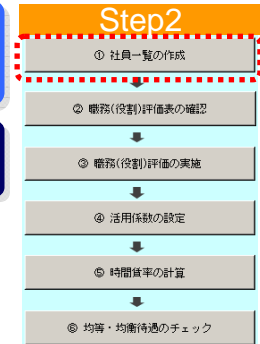 Step2
① 社員一覧の作成
② 職務(役割)評価表の確認
③ 職務(役割)評価の実施
④ 活用係数の設定
⑤ 時間賃率の計算
⑥ 均等・均衡待遇のチェック